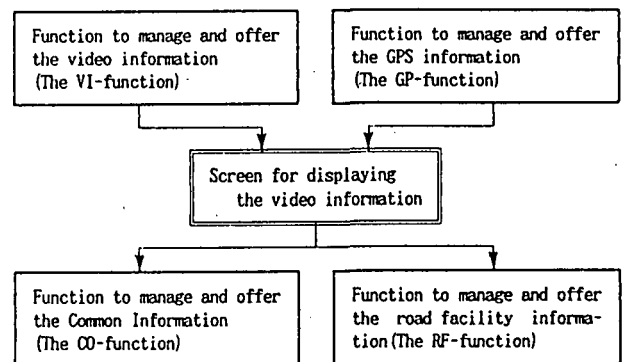 Function to manage and offer
the video information
(The VI-function)
Function to manage and offer
the GPS information
(The GP-function)
Screen for displaying
the video information
Function to manage and offer
the Common Information
(The CO-function)
Function to manage and offer
the road facility informa-
tion(The RF-function)